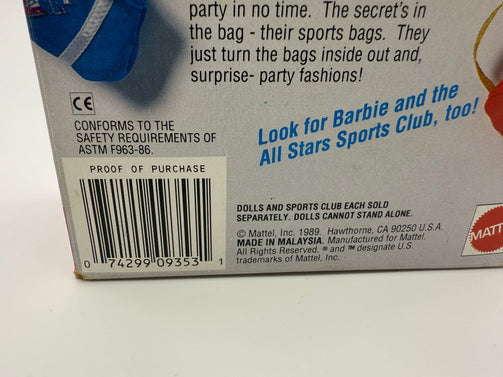 party in no time. The secret's in
the bag - their sports bags. They
just turn the bags inside out and,
surprise- party fashions!
CE
CONFORMS TO THE
SAFETY REQUIREMENTS OF
ASTM F963-86.
Look for Barbie and the
All Stars Sports Club, too!
PROOF OF PURCHASE
0 74299 09353 1
DOLLS AND SPORTS CLUB EACH SOLD
SEPARATELY. DOLLS CANNOT STAND ALONE.
© Mattel, Inc. 1989. Hawthorne, CA 90250 U.S.A.
MADE IN MALAYSIA. Manufactured for Mattel.
All Rights Reserved. ® and ™ designate U.S.
trademarks of Mattel, Inc.
MATT